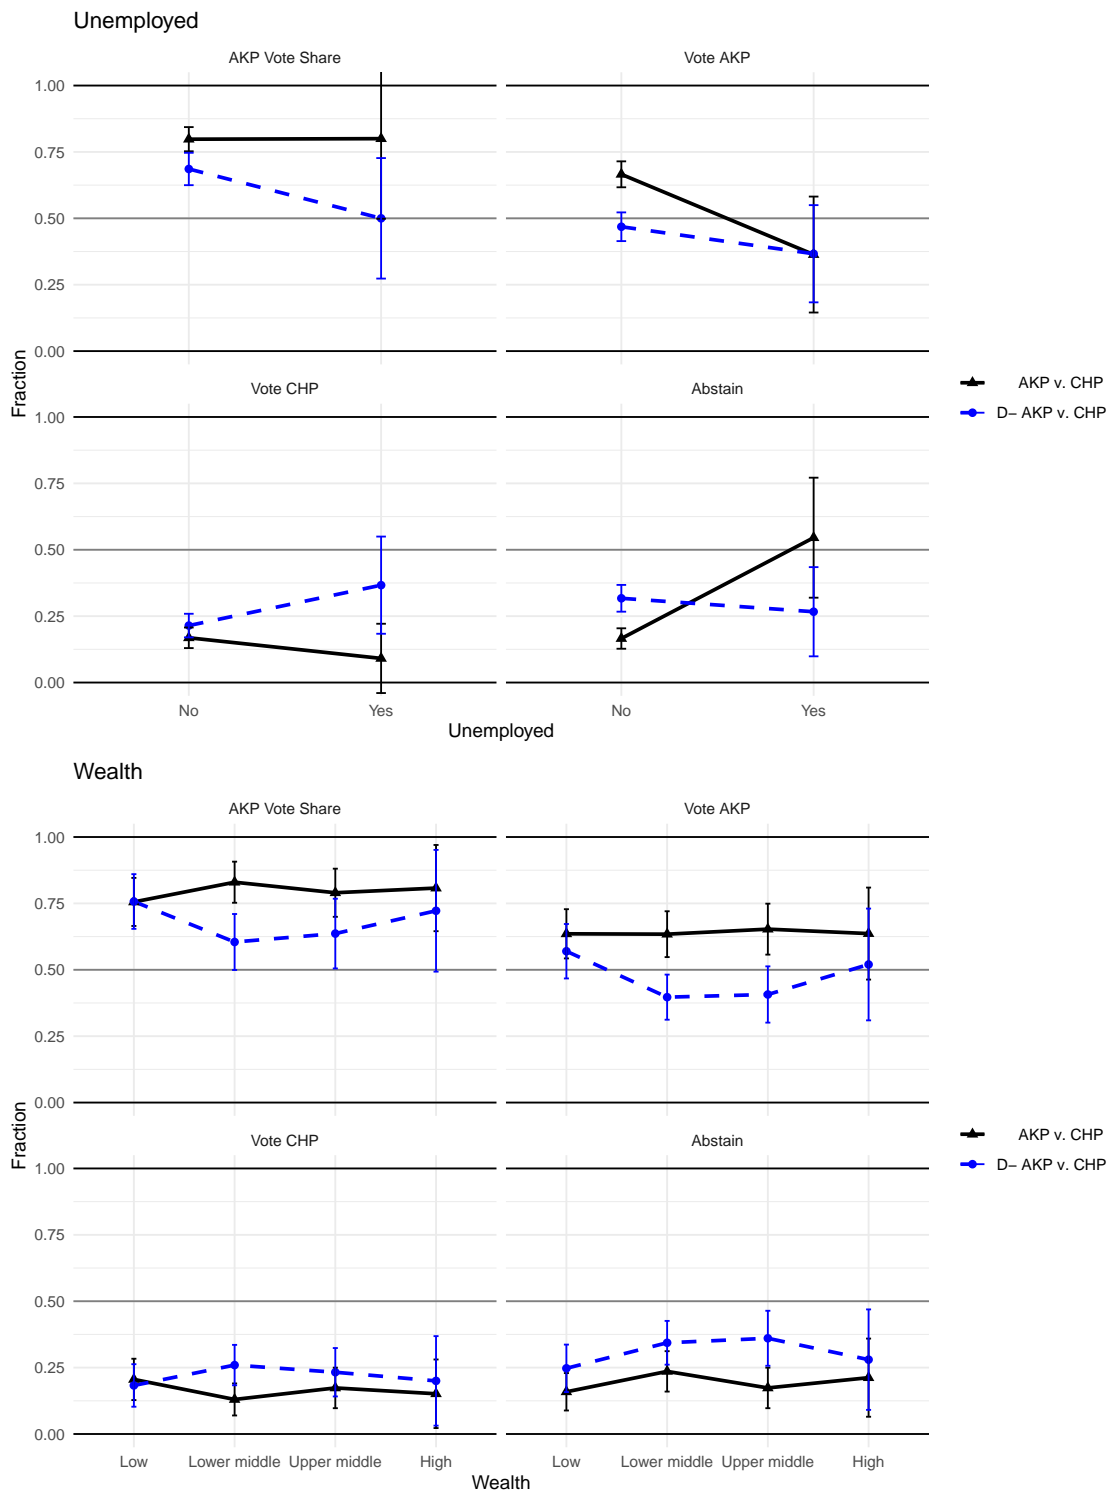 Unemployed
AKP Vote Share
Vote AKP
1.00
0.75
0.50
0.25
0.00
Vote CHP
Abstain
1.00
0.75
0.50
0.25
0.00
No
Yes
No
Yes
Unemployed
Fraction
AKP v. CHP
D− AKP v. CHP
Wealth
AKP Vote Share
Vote AKP
1.00
0.75
0.50
0.25
0.00
Vote CHP
Abstain
1.00
0.75
0.50
0.25
0.00
Low
Lower middle
Upper middle
High
Low
Lower middle
Upper middle
High
Wealth
Fraction
AKP v. CHP
D− AKP v. CHP